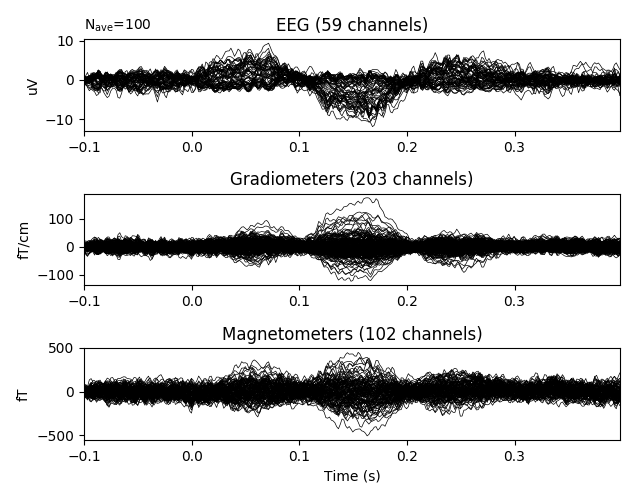 N_ave=100
EEG (59 channels)
10
0
−10
uV
−0.1 0.0 0.1 0.2 0.3
Gradiometers (203 channels)
100
0
−100
fT/cm
−0.1 0.0 0.1 0.2 0.3
Magnetometers (102 channels)
500
0
−500
fT
−0.1 0.0 0.1 0.2 0.3
Time (s)